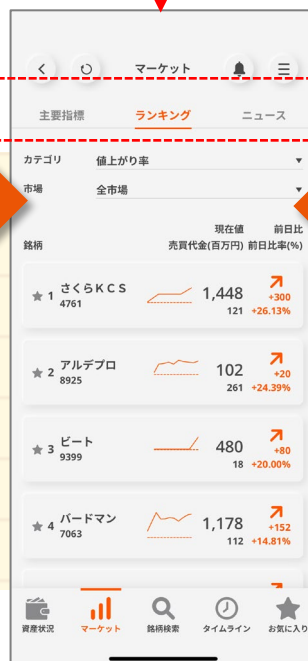 マーケット
主要指標 ランキング ニュース
カテゴリ 値上がり率
市場 全市場
現在値 前日比
銘柄 売買代金(百万円) 前日比率(%)
1 さくらKCS 1,448 +300
4761 121 +26.13%
2 アルデプロ 102 +20
8925 261 +24.39%
3 ビート 480 +80
9399 18 +20.00%
4 バードマン 1,178 +152
7063 112 +14.81%
資産状況 マーケット 銘柄検索 タイムライン お気に入り